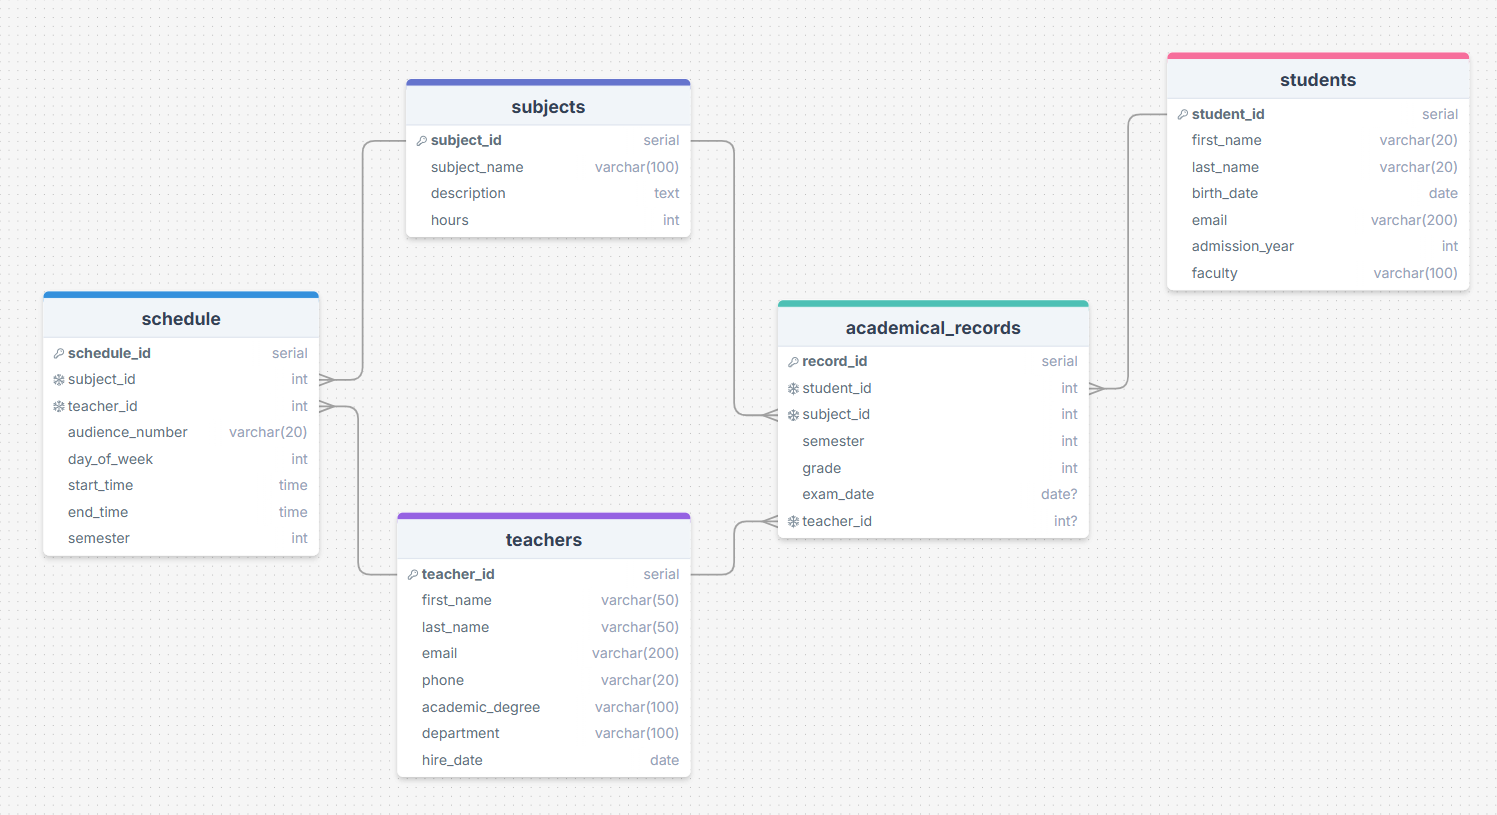 subjects
subject_id serial
subject_name varchar(100)
description text
hours int
students
student_id serial
first_name varchar(20)
last_name varchar(20)
birth_date date
email varchar(200)
admission_year int
faculty varchar(100)
schedule
schedule_id serial
subject_id int
teacher_id int
audience_number varchar(20)
day_of_week int
start_time time
end_time time
semester int
academical_records
record_id serial
student_id int
subject_id int
semester int
grade int
exam_date date?
teacher_id int?
teachers
teacher_id serial
first_name varchar(50)
last_name varchar(50)
email varchar(200)
phone varchar(20)
academic_degree varchar(100)
department varchar(100)
hire_date date